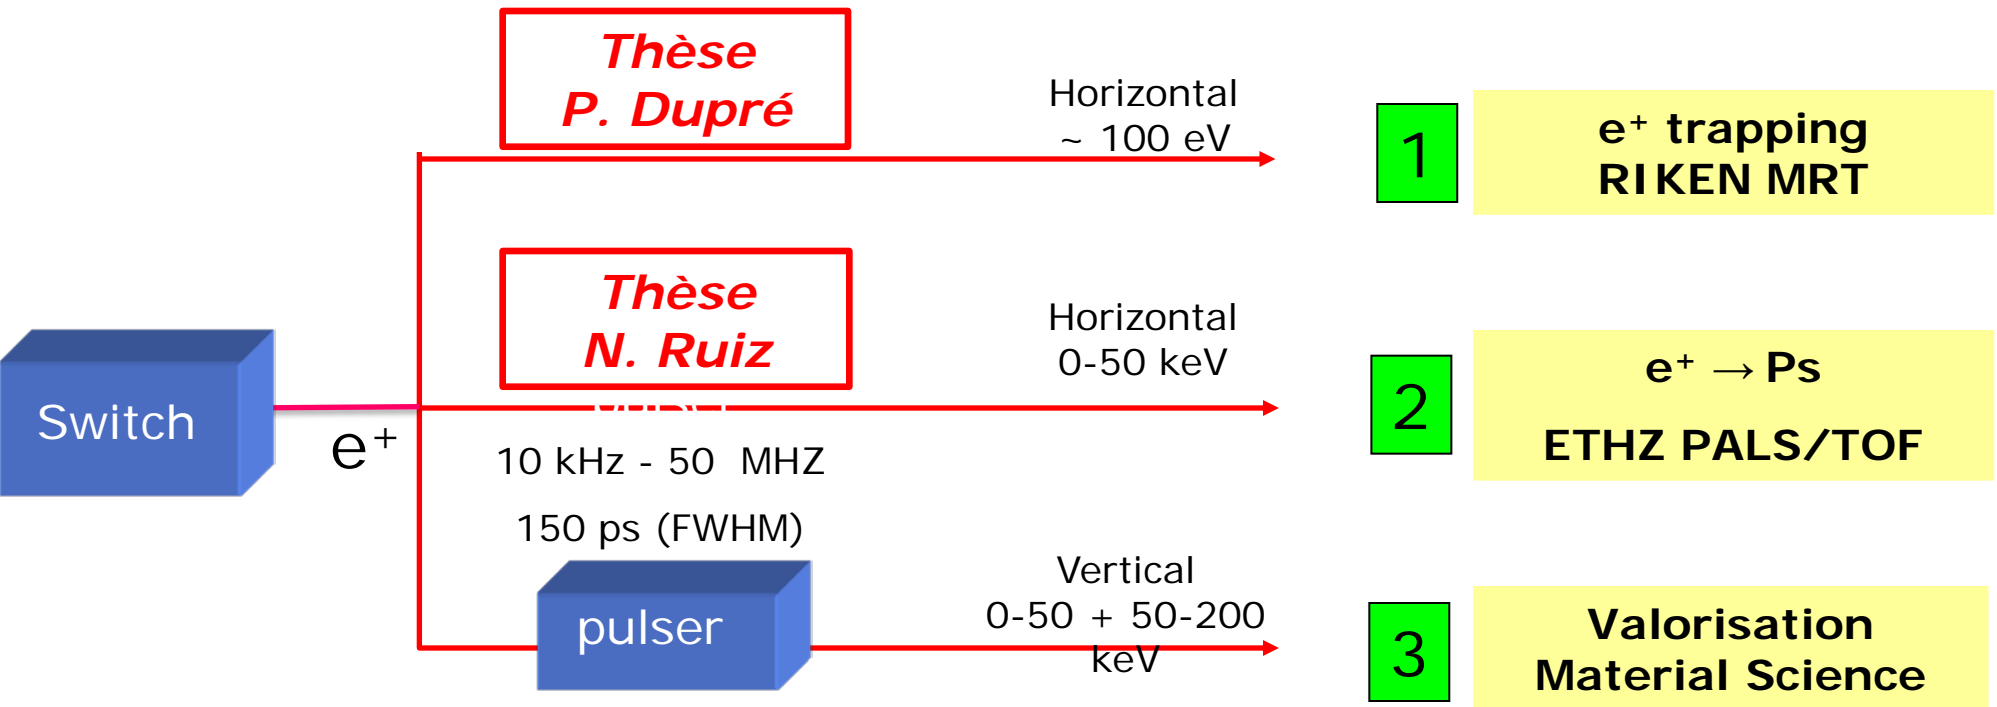 Thèse
P. Dupré
Horizontal
~ 100 eV
1
e⁺ trapping
RIKEN MRT
Thèse
N. Ruiz
Horizontal
0-50 keV
2
e⁺ → Ps
ETHZ PALS/TOF
Switch
e⁺
10 kHz - 50 MHZ
150 ps (FWHM)
pulser
Vertical
0-50 + 50-200
keV
3
Valorisation
Material Science